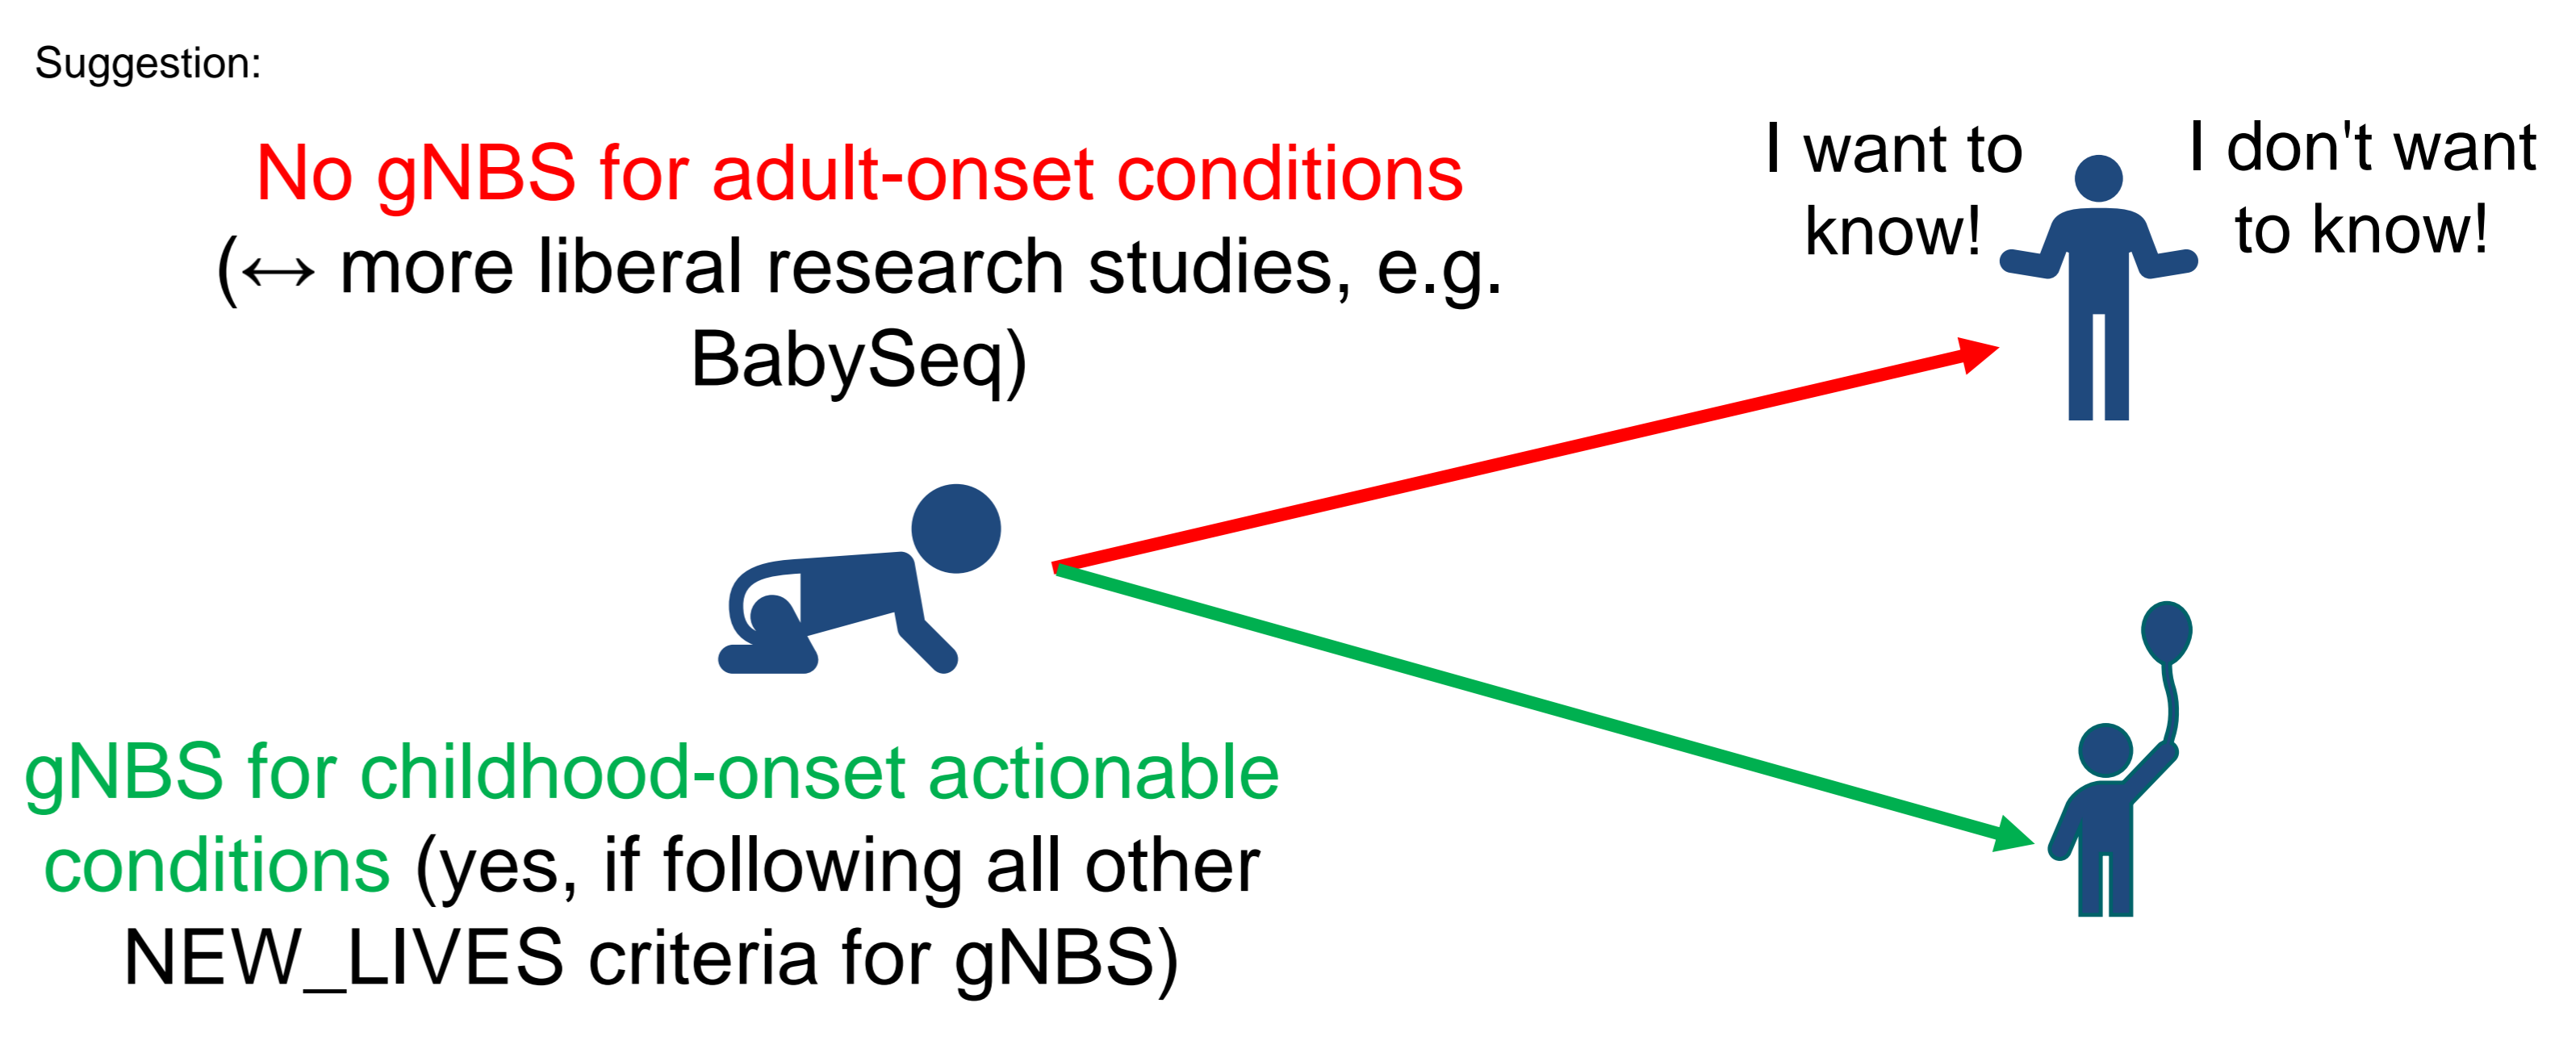 Suggestion:
No gNBS for adult-onset conditions
(↔ more liberal research studies, e.g.
BabySeq)
I want to
know!
I don't want
to know!
gNBS for childhood-onset actionable
conditions (yes, if following all other
NEW_LIVES criteria for gNBS)